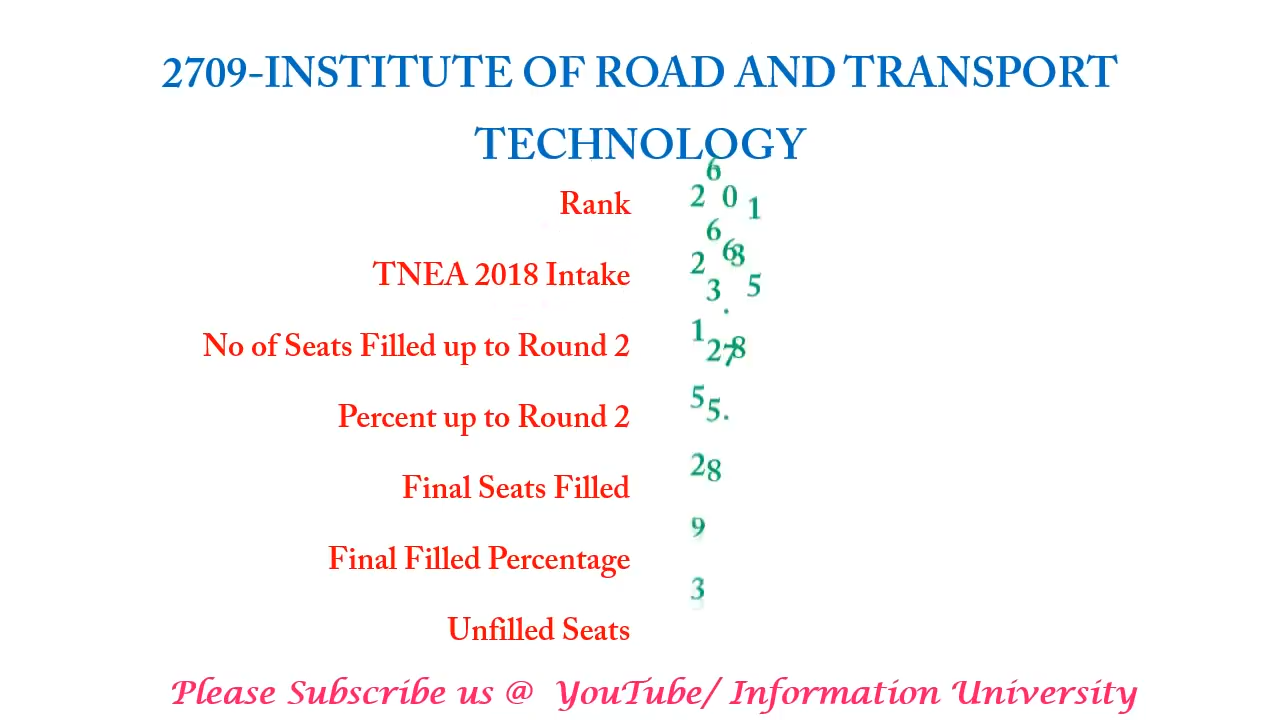 2709-INSTITUTE OF ROAD AND TRANSPORT
TECHNOLOGY
Rank
TNEA 2018 Intake
No of Seats Filled up to Round 2
Percent up to Round 2
Final Seats Filled
Final Filled Percentage
Unfilled Seats
Please Subscribe us @ YouTube/ Information University